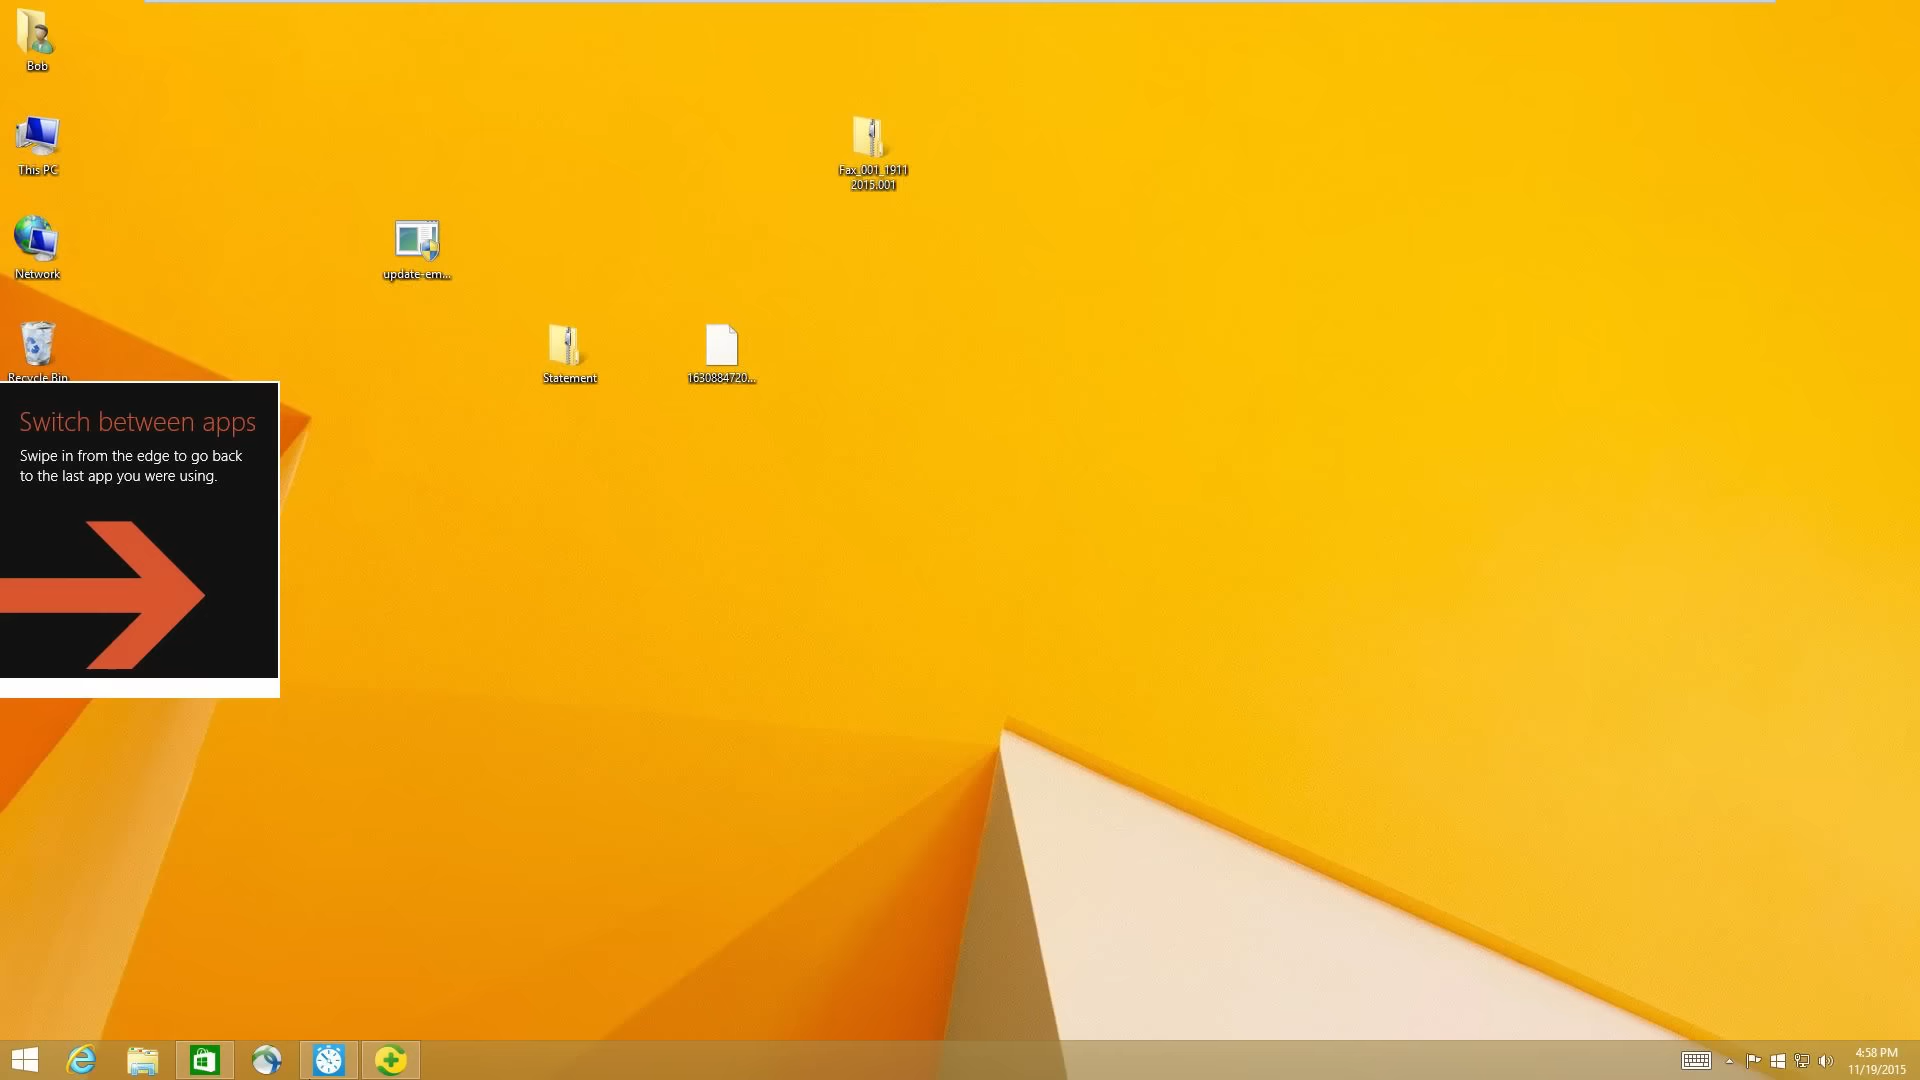 Bob
This PC
Fax_001_1911
2015.001
Network
update-em...
Recycle Bin
Statement
1630884720...
Switch between apps
Swipe in from the edge to go back
to the last app you were using.
4:58 PM
11/19/2015